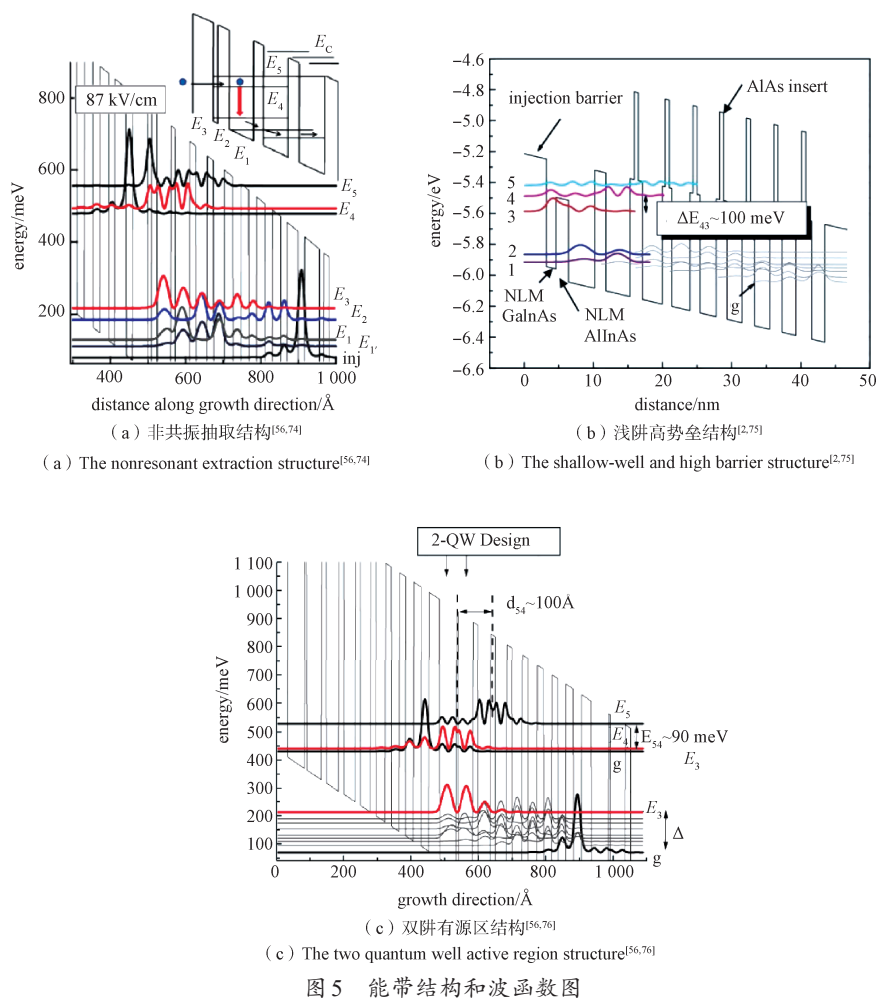 87 kV/cm
E_C
E_5
E_4
E_3
E_2
E_1
800
600
400
200
energy/meV
E_5
E_4
E_3
E_2
E_1
E_1'
inj
400
600
800
1 000
distance along growth direction/Å
（a）非共振抽取结构[56,74]
（a）The nonresonant extraction structure[56,74]
-4.6
-4.8
-5.0
-5.2
-5.4
-5.6
-5.8
-6.0
-6.2
-6.4
-6.6
energy/eV
injection barrier
AlAs insert
5
4
3
2
1
ΔE_43~100 meV
NLM
GaInAs
NLM
AlInAs
g
0
10
20
30
40
50
distance/nm
（b）浅阱高势垒结构[2,75]
（b）The shallow-well and high barrier structure[2,75]
2-QW Design
d_54~100Å
1 100
1 000
900
800
700
600
500
400
300
200
100
energy/meV
E_5
E_4
E_54~90 meV
g
E_3
E_3
Δ
g
0
200
400
600
800
1 000
growth direction/Å
（c）双阱有源区结构[56,76]
（c）The two quantum well active region structure[56,76]
图5 能带结构和波函数图